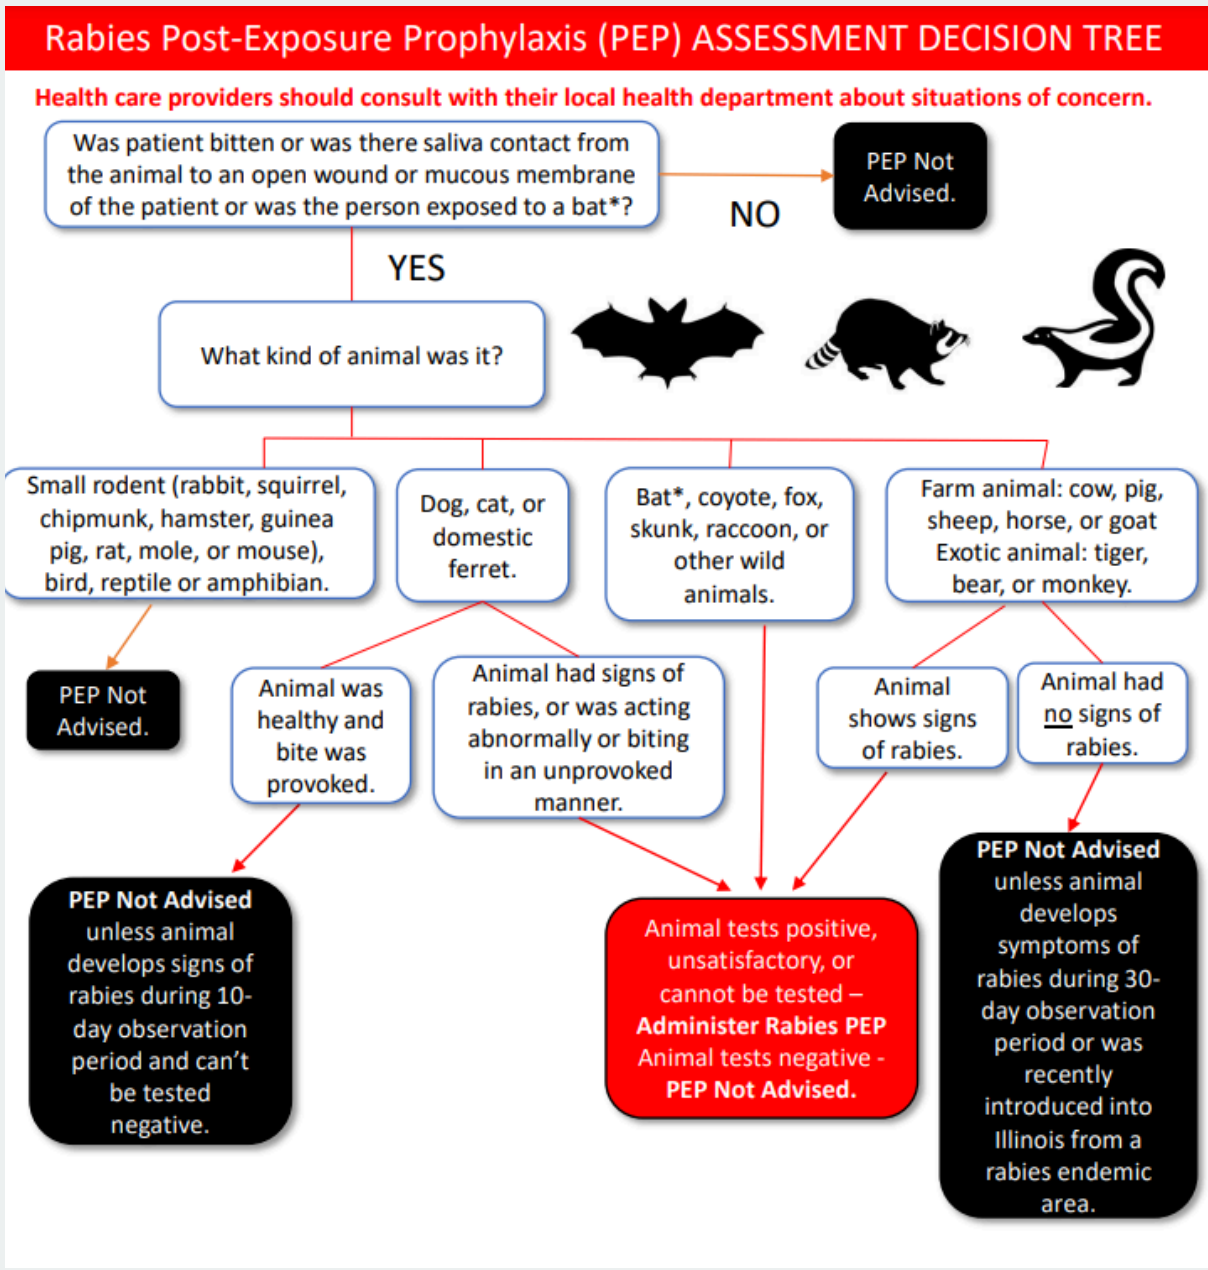 Rabies Post-Exposure Prophylaxis (PEP) ASSESSMENT DECISION TREE
Health care providers should consult with their local health department about situations of concern.
Was patient bitten or was there saliva contact from
the animal to an open wound or mucous membrane
of the patient or was the person exposed to a bat*?
NO
PEP Not
Advised.
YES
What kind of animal was it?
Small rodent (rabbit, squirrel,
chipmunk, hamster, guinea
pig, rat, mole, or mouse),
bird, reptile or amphibian.
Dog, cat, or
domestic
ferret.
Bat*, coyote, fox,
skunk, raccoon, or
other wild
animals.
Farm animal: cow, pig,
sheep, horse, or goat
Exotic animal: tiger,
bear, or monkey.
PEP Not
Advised.
Animal was
healthy and
bite was
provoked.
Animal had signs of
rabies, or was acting
abnormally or biting
in an unprovoked
manner.
Animal
shows signs
of rabies.
Animal had
no signs of
rabies.
PEP Not Advised
unless animal
develops signs of
rabies during 10-
day observation
period and can't
be tested
negative.
Animal tests positive,
unsatisfactory, or
cannot be tested –
Administer Rabies PEP
Animal tests negative -
PEP Not Advised.
PEP Not Advised
unless animal
develops
symptoms of
rabies during 30-
day observation
period or was
recently
introduced into
Illinois from a
rabies endemic
area.